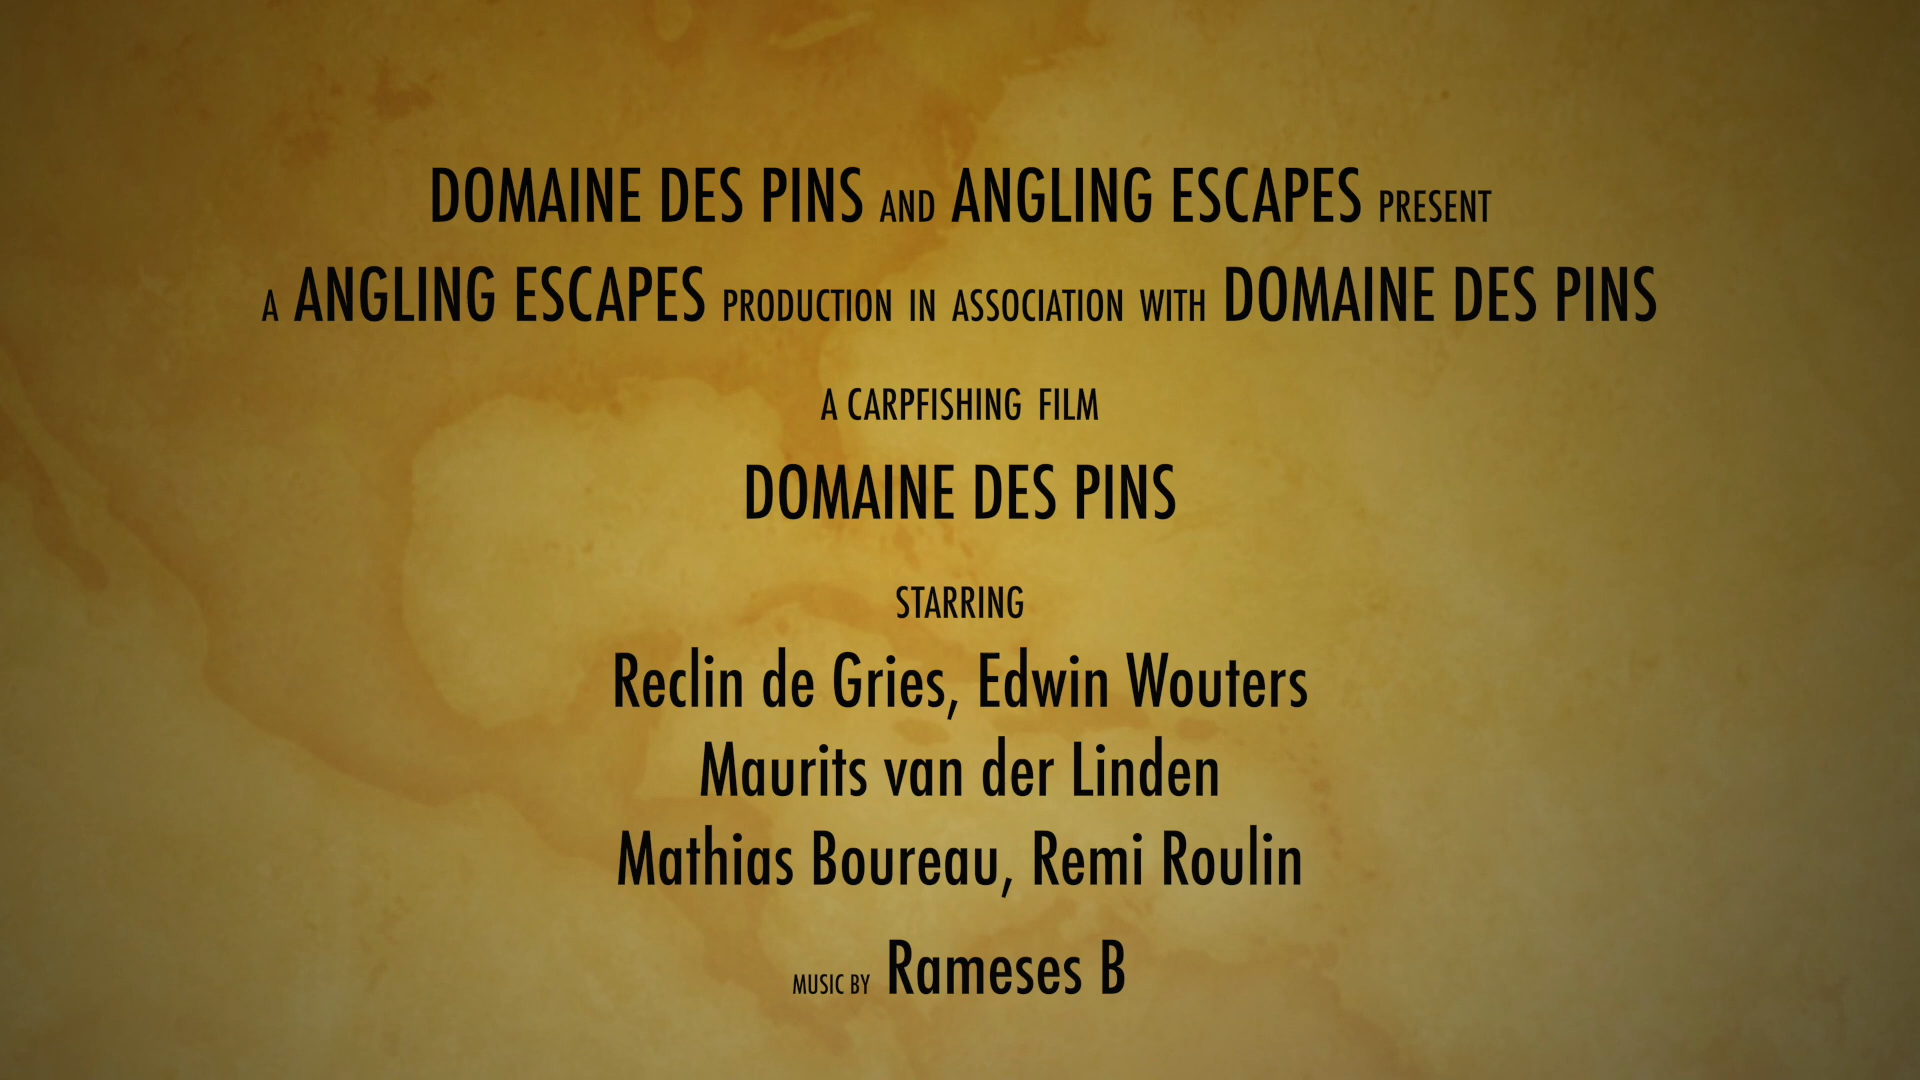 DOMAINE DES PINS AND ANGLING ESCAPES PRESENT
A ANGLING ESCAPES PRODUCTION IN ASSOCIATION WITH DOMAINE DES PINS
A CARPFISHING FILM
DOMAINE DES PINS
STARRING
Reclin de Gries, Edwin Wouters
Maurits van der Linden
Mathias Boureau, Remi Roulin
MUSIC BY Rameses B